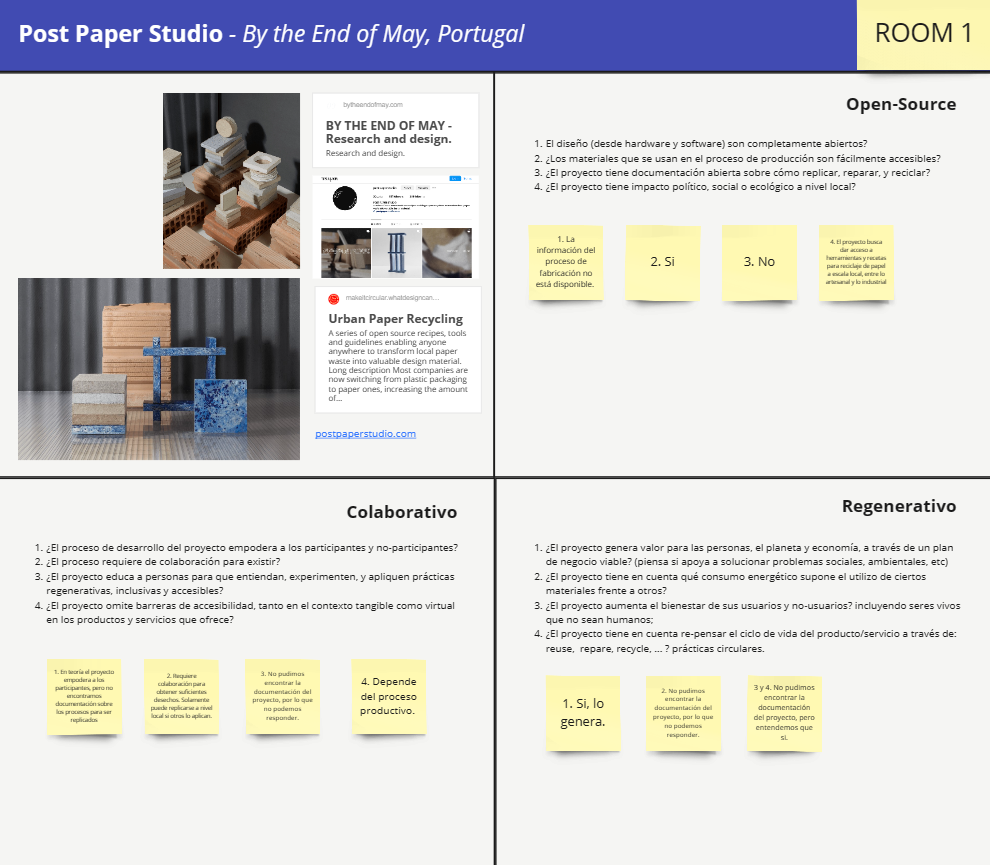 Post Paper Studio - By the End of May, Portugal
ROOM 1
bytheendofmay.com
BY THE END OF MAY -
Research and design.
Research and design.
makeitcircular.whatdesigncan...
Urban Paper Recycling
A series of open source recipes, tools
and guidelines enabling anyone
anywhere to transform local paper
waste into valuable design material.
Long description Most companies are
now switching from plastic packaging
to paper ones, increasing the amount
of...
postpaperstudio.com
Open-Source
1. El diseño (desde hardware y software) son completamente abiertos?
2. ¿Los materiales que se usan en el proceso de producción son fácilmente accesibles?
3. ¿El proyecto tiene documentación abierta sobre cómo replicar, reparar, y reciclar?
4. ¿El proyecto tiene impacto político, social o ecológico a nivel local?
1. La
información del
proceso de
fabricación no
está disponible.
2. Si
3. No
4. El proyecto busca
dar acceso a
herramientas y recetas
para reciclaje de papel
a escala local, entre lo
artesanal y lo industrial
Colaborativo
1. ¿El proceso de desarrollo del proyecto empodera a los participantes y no-participantes?
2. ¿El proceso requiere de colaboración para existir?
3. ¿El proyecto educa a personas para que entiendan, experimenten, y apliquen prácticas
regenerativas, inclusivas y accesibles?
4. ¿El proyecto omite barreras de accesibilidad, tanto en el contexto tangible como virtual
en los productos y servicios que ofrece?
1. En teoría el proyecto
empodera a los
participantes, pero no
encontramos
documentación sobre
los procesos para ser
replicados
2. Requiere
colaboración para
obtener suficientes
desechos. Solamente
puede replicarse a nivel
local si otros lo aplican.
3. No pudimos
encontrar la
documentación del
proyecto, por lo que
no podemos
responder.
4. Depende
del proceso
productivo.
Regenerativo
1. ¿El proyecto genera valor para las personas, el planeta y economía, a través de un plan
de negocio viable? (piensa si apoya a solucionar problemas sociales, ambientales, etc)
2. ¿El proyecto tiene en cuenta qué consumo energético supone el utilizo de ciertos
materiales frente a otros?
3. ¿El proyecto aumenta el bienestar de sus usuarios y no-usuarios? incluyendo seres vivos
que no sean humanos;
4. ¿El proyecto tiene en cuenta re-pensar el ciclo de vida del producto/servicio a través de:
reuse, repare, recycle, ... ? prácticas circulares.
1. Si, lo
genera.
2. No pudimos
encontrar la
documentación del
proyecto, por lo que
no podemos
responder.
3 y 4. No pudimos
encontrar la
documentación
del proyecto, pero
entendemos que
si.